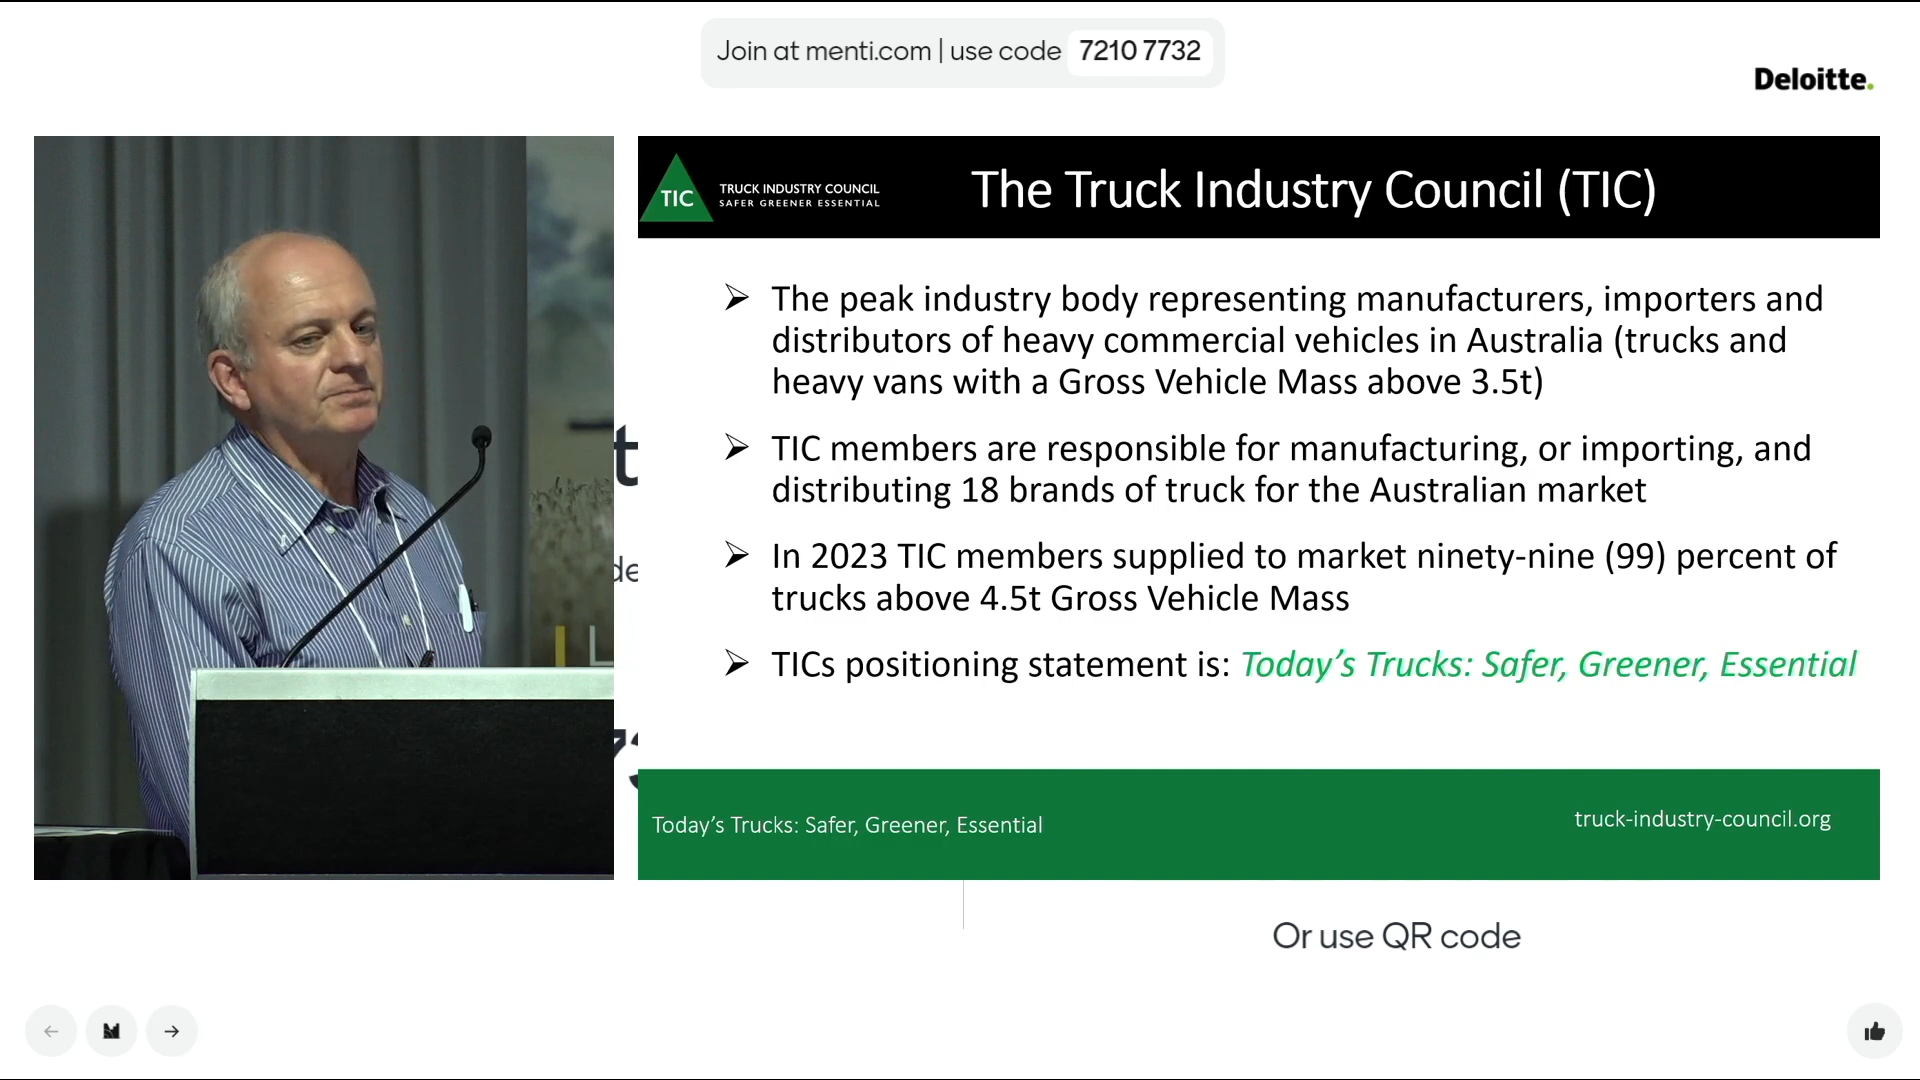 Join at menti.com | use code 7210 7732
Deloitte.
TIC
TRUCK INDUSTRY COUNCIL
SAFER GREENER ESSENTIAL
The Truck Industry Council (TIC)
➢ The peak industry body representing manufacturers, importers and
distributors of heavy commercial vehicles in Australia (trucks and
heavy vans with a Gross Vehicle Mass above 3.5t)
➢ TIC members are responsible for manufacturing, or importing, and
distributing 18 brands of truck for the Australian market
➢ In 2023 TIC members supplied to market ninety-nine (99) percent of
trucks above 4.5t Gross Vehicle Mass
➢ TICs positioning statement is: Today's Trucks: Safer, Greener, Essential
Today's Trucks: Safer, Greener, Essential
truck-industry-council.org
Or use QR code